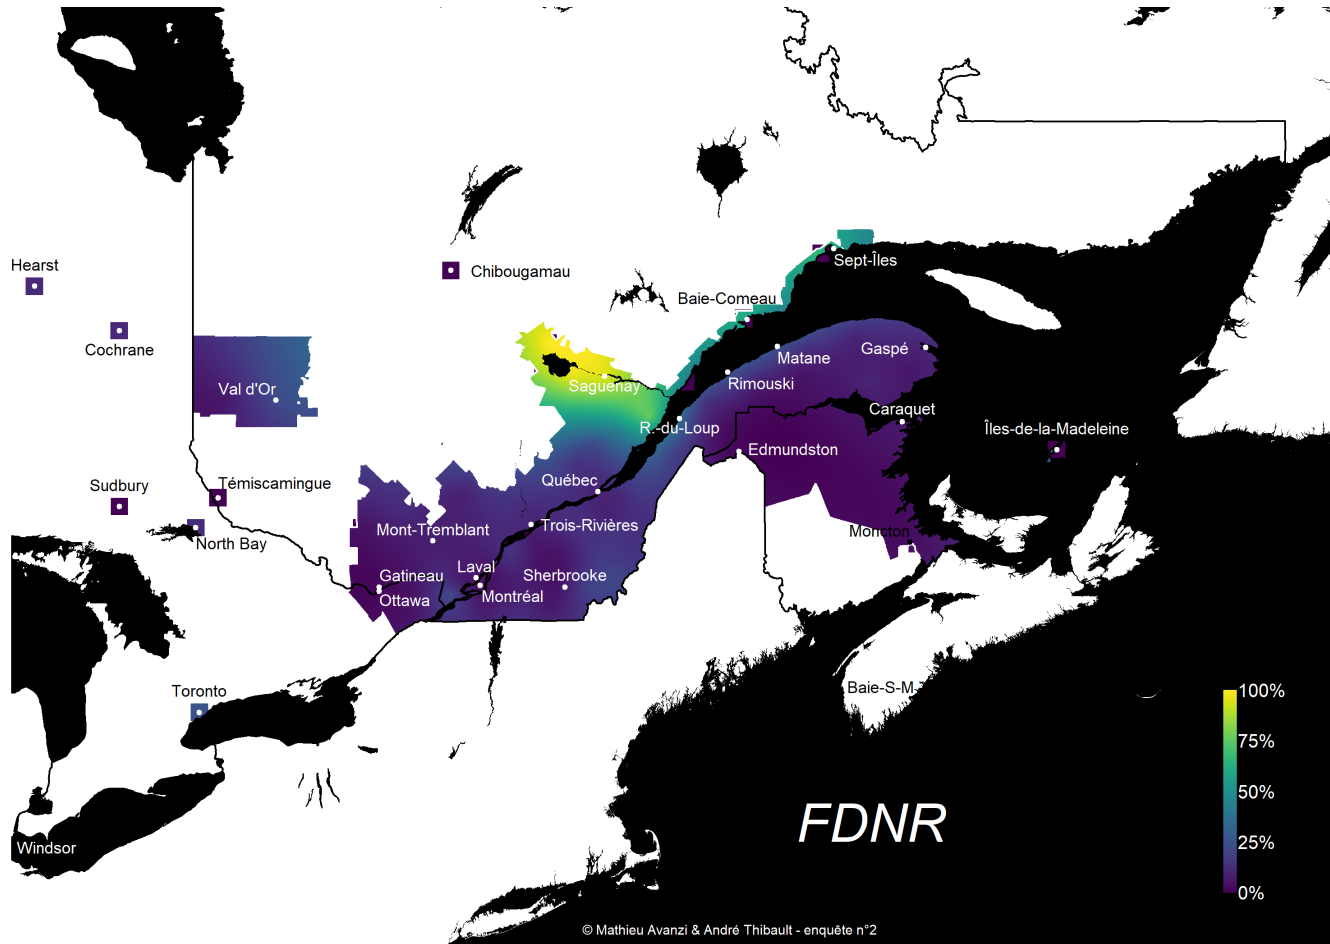 Hearst
Cochrane
Chibougamau
Sept-Îles
Baie-Comeau
Val d'Or
Saguenay
Matane
Gaspé
Rimouski
Caraquet
R.-du-Loup
Îles-de-la-Madeleine
Edmundston
Sudbury
Témiscamingue
Québec
North Bay
Mont-Tremblant
Trois-Rivières
Moncton
Gatineau
Laval
Sherbrooke
Ottawa
Montréal
Toronto
Baie-S-M-
100%
75%
50%
25%
0%
FDNR
Windsor
© Mathieu Avanzi & André Thibault - enquête n°2